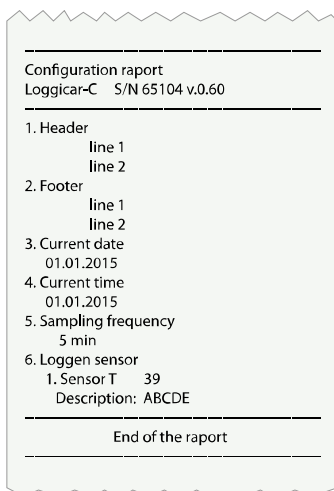 Configuration raport
Loggicar-C S/N 65104 v.0.60
1. Header
line 1
line 2
2. Footer
line 1
line 2
3. Current date
01.01.2015
4. Current time
01.01.2015
5. Sampling frequency
5 min
6. Loggen sensor
1. Sensor T 39
Description: ABCDE
End of the raport